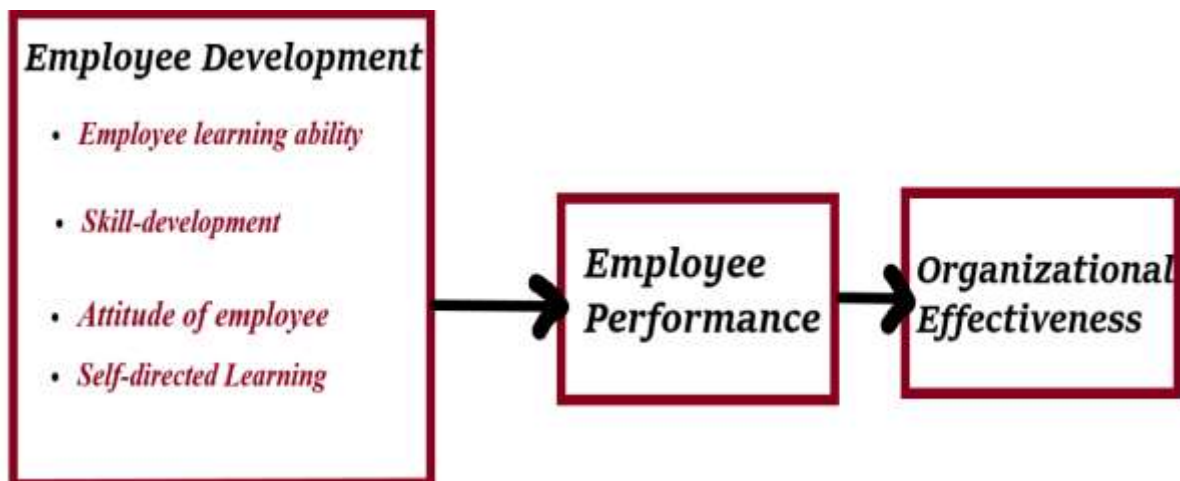 Employee Development
• Employee learning ability
• Skill-development
• Attitude of employee
• Self-directed Learning
Employee
Performance
Organizational
Effectiveness